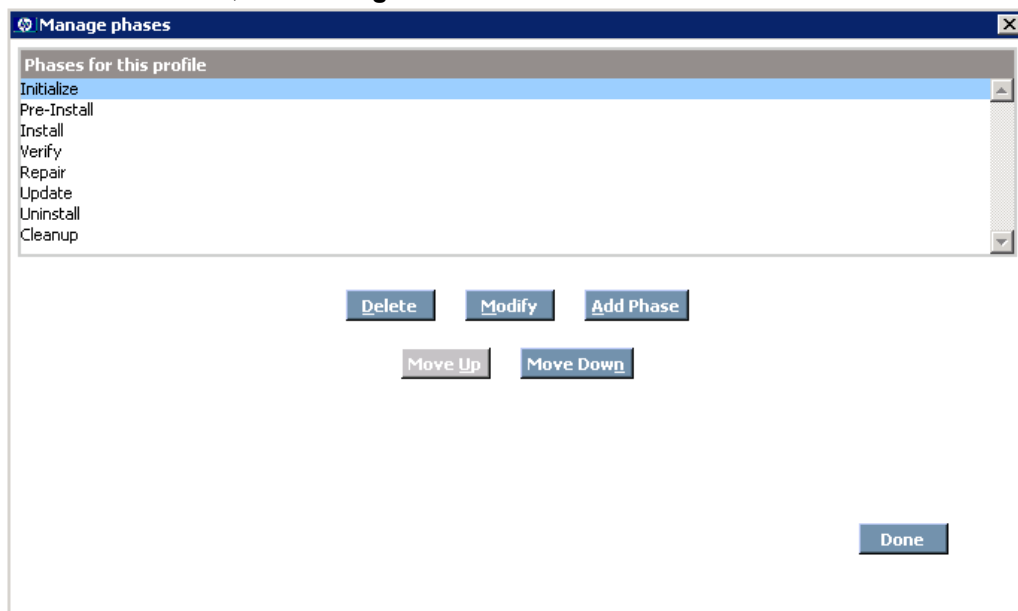 Manage phases
Phases for this profile
Initialize
Pre-Install
Install
Verify
Repair
Update
Uninstall
Cleanup
Delete Modify Add Phase
Move Up Move Down
Done